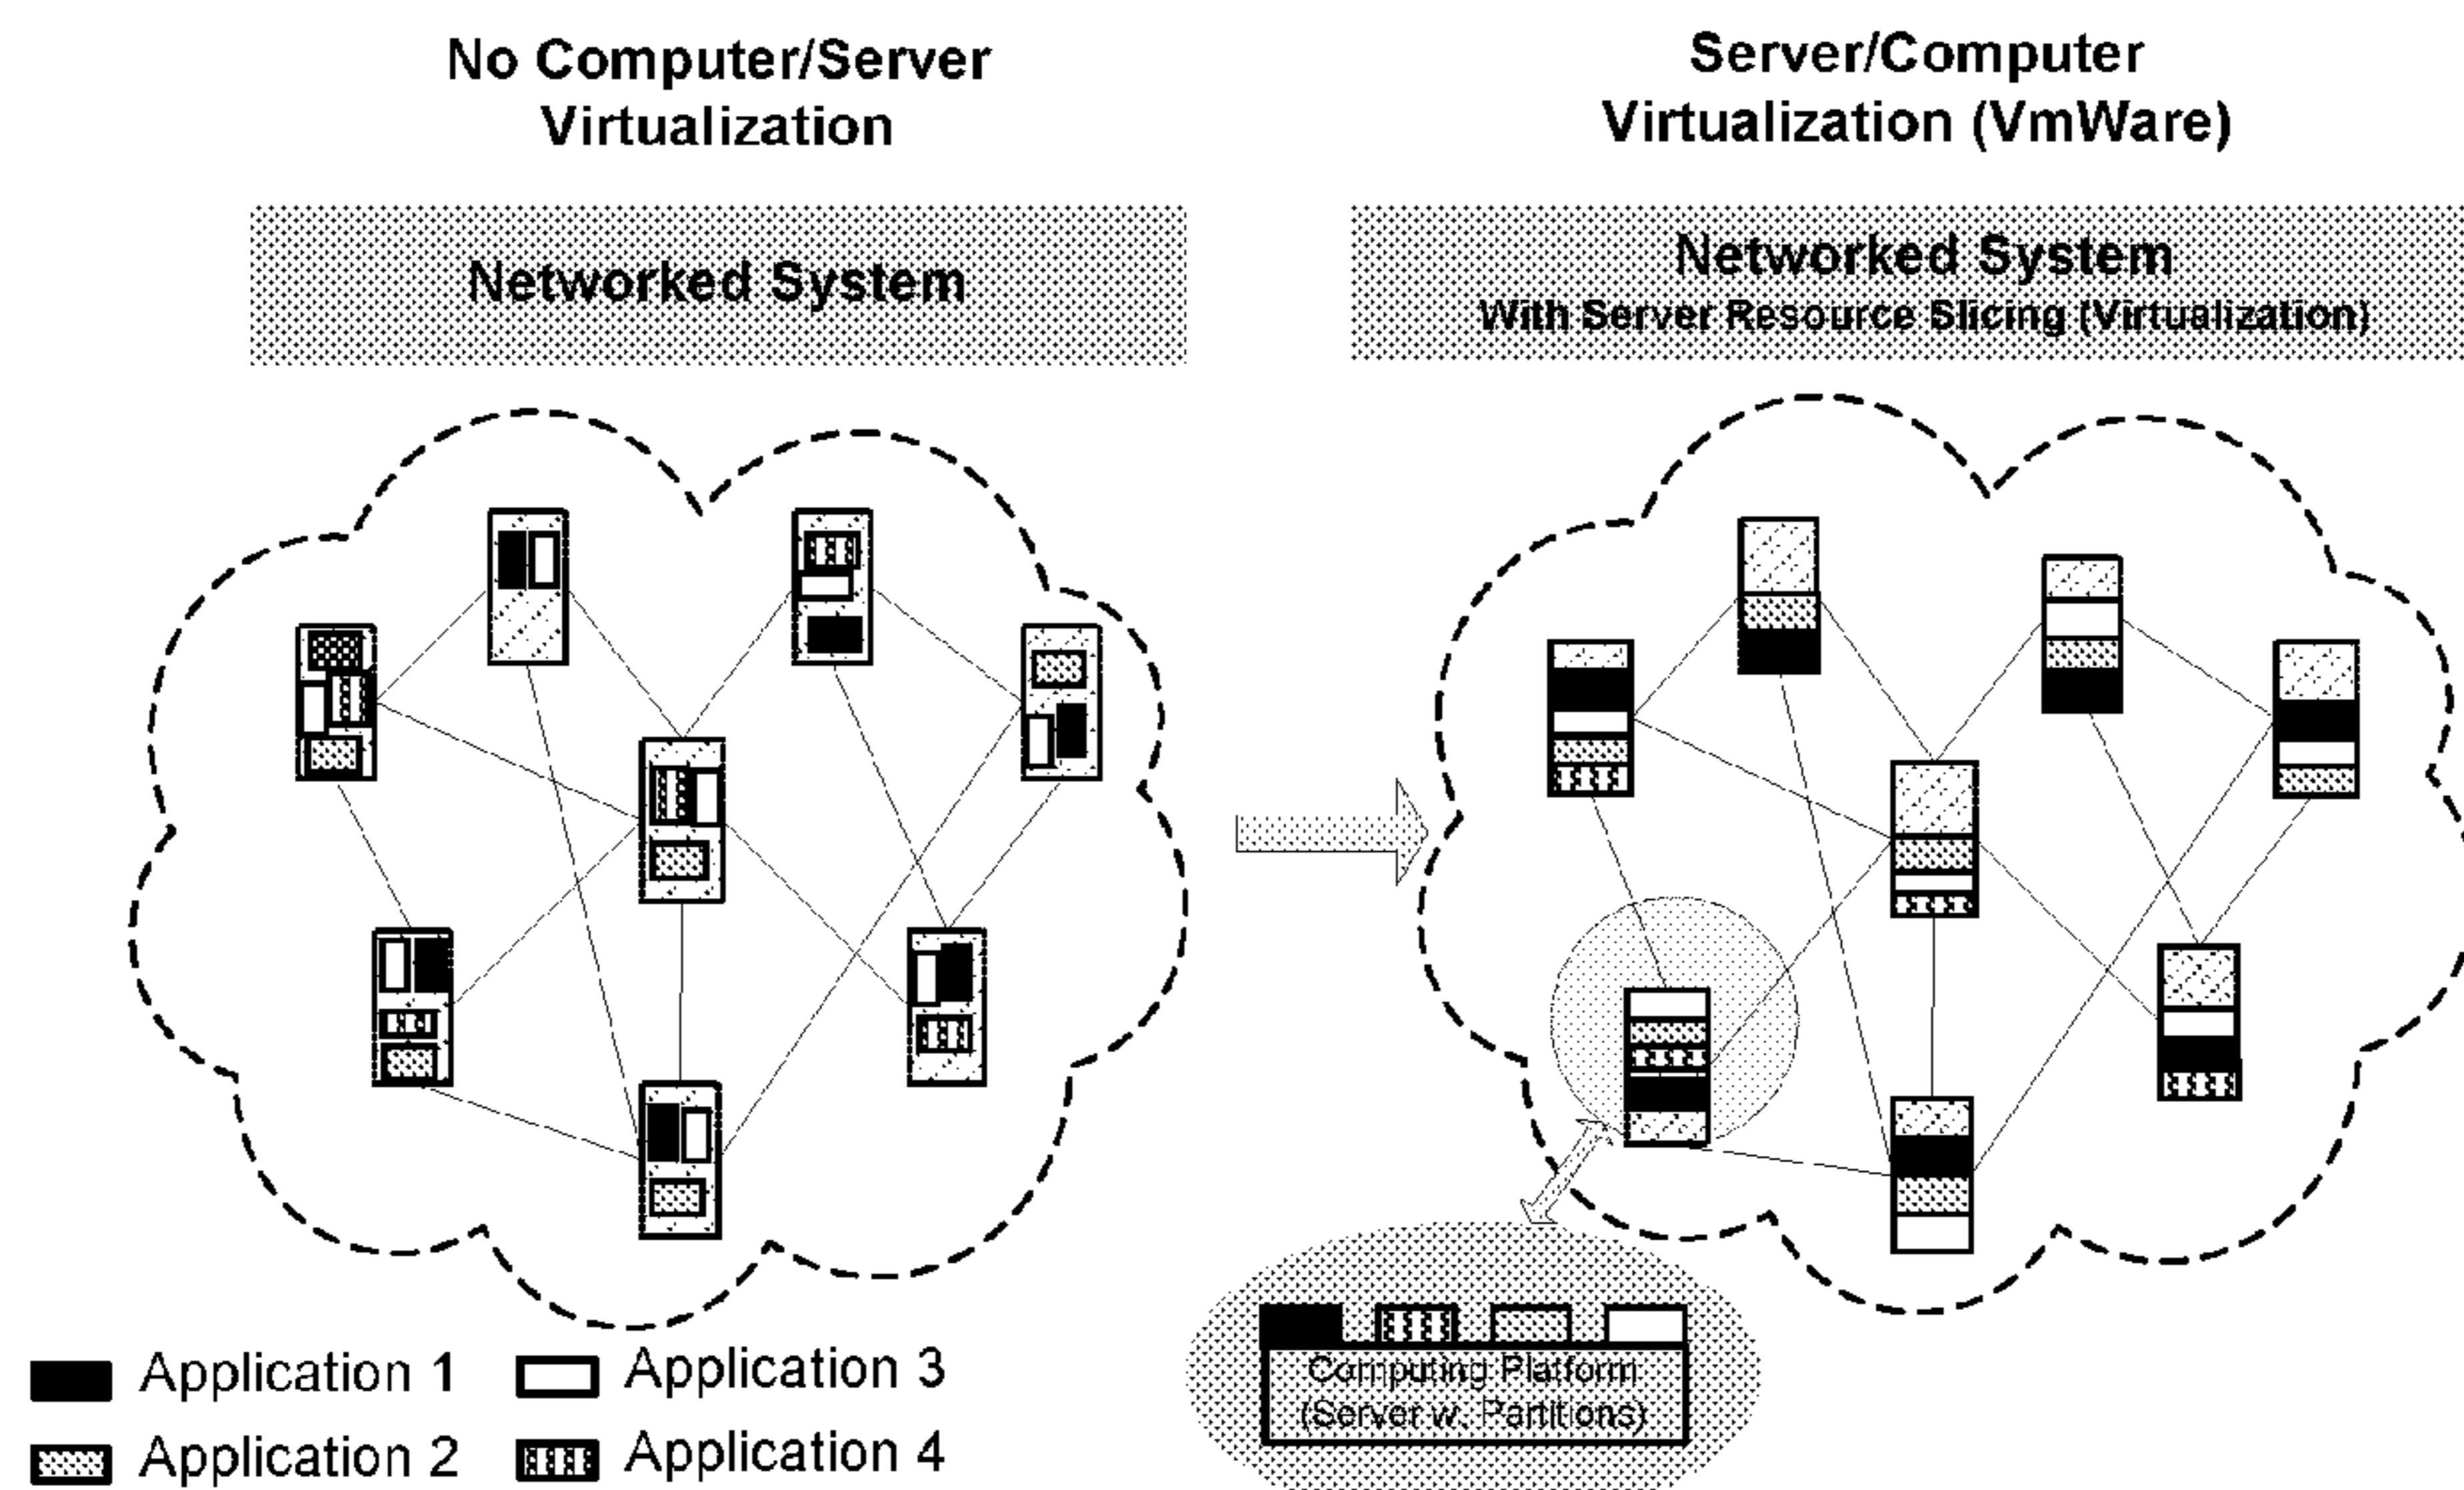 No Computer/Server
Virtualization
Server/Computer
Virtualization (VmWare)
Networked System
Networked System
With Server Resource Slicing (Virtualization)
Computing Platform
(Server w. Partitions)
Application 1
Application 3
Application 2
Application 4